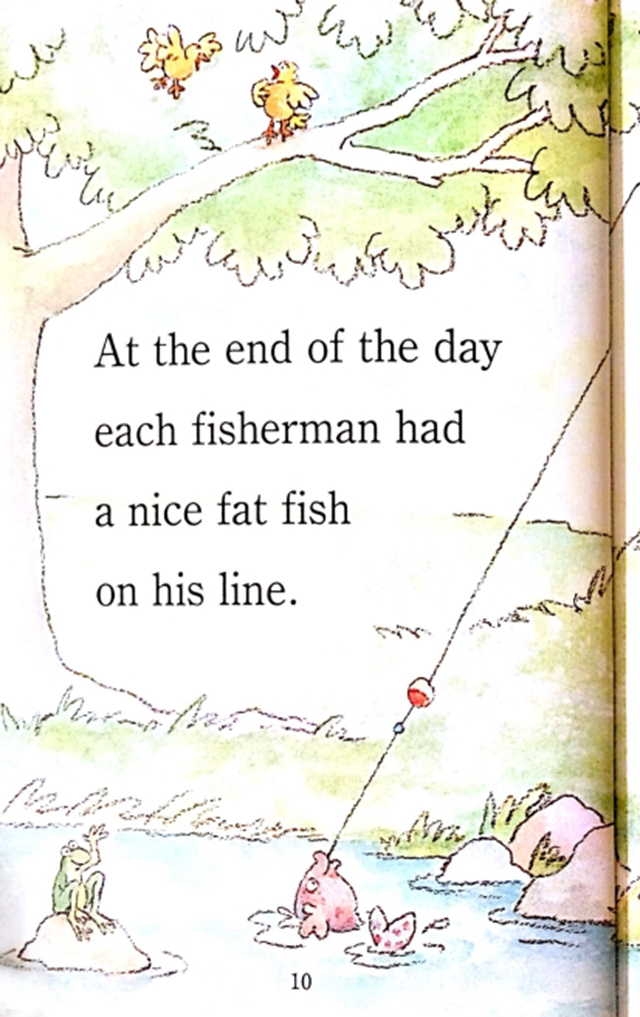 At the end of the day
each fisherman had
a nice fat fish
on his line.
10